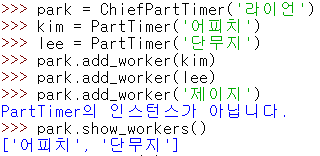 >>> park = ChiefPartTimer('라이언')
>>> kim = PartTimer('어피치')
>>> lee = PartTimer('단무지')
>>> park.add_worker(kim)
>>> park.add_worker(lee)
>>> park.add_worker('제이지')
PartTimer의 인스턴스가 아닙니다.
>>> park.show_workers()
['어피치', '단무지']